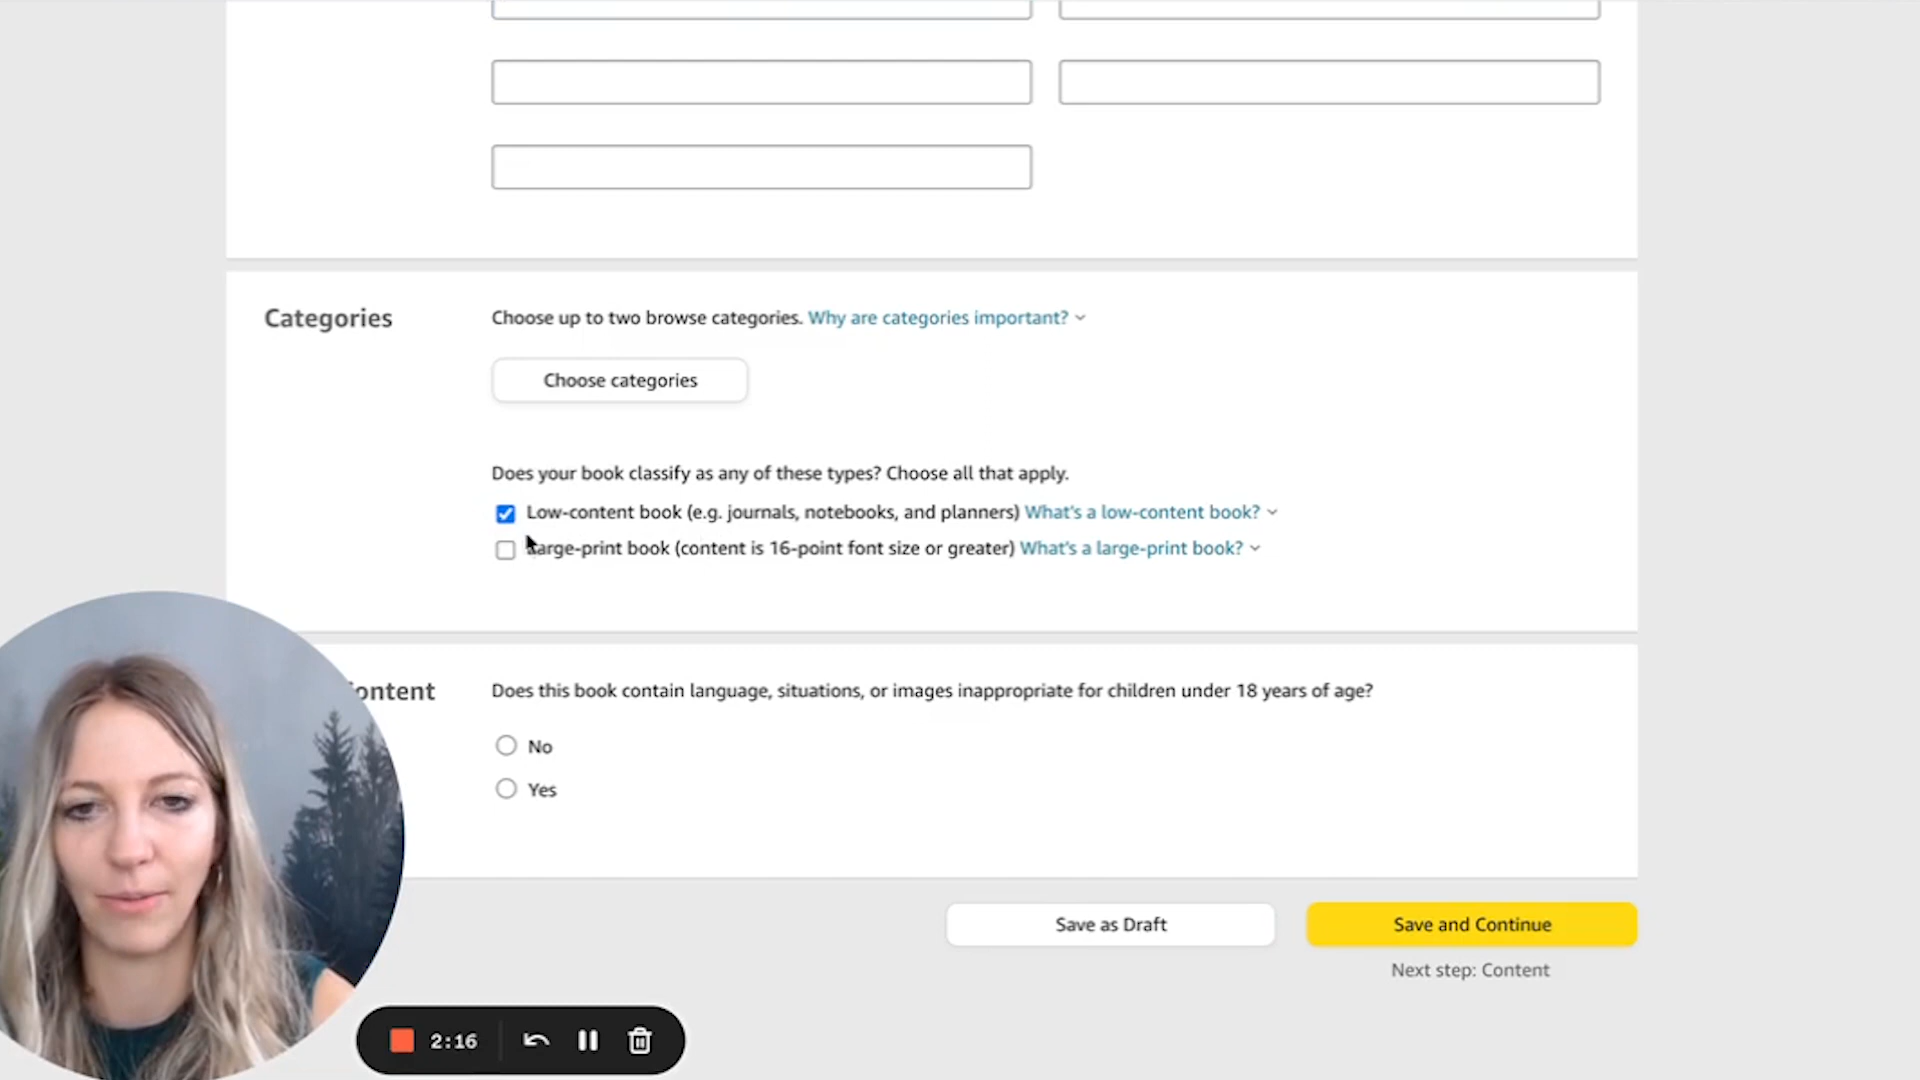 Categories
Choose up to two browse categories. Why are categories important?
Choose categories
Does your book classify as any of these types? Choose all that apply.
Low-content book (e.g. journals, notebooks, and planners) What's a low-content book?
Large-print book (content is 16-point font size or greater) What's a large-print book?
ontent
Does this book contain language, situations, or images inappropriate for children under 18 years of age?
No
Yes
Save as Draft
Save and Continue
Next step: Content
2:16